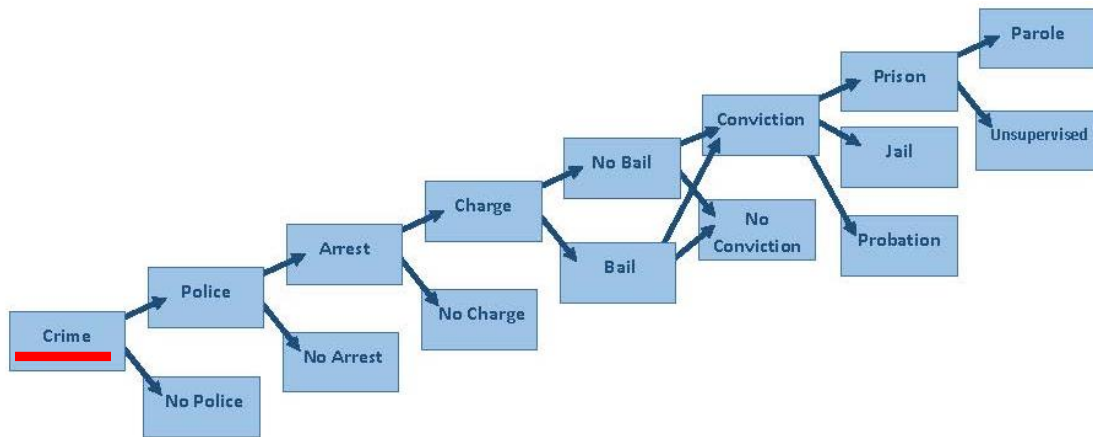 Parole
Prison
Conviction
Unsupervised
Jail
No Bail
Charge
No
Conviction
Probation
Arrest
Bail
Police
No Charge
Crime
No Arrest
No Police